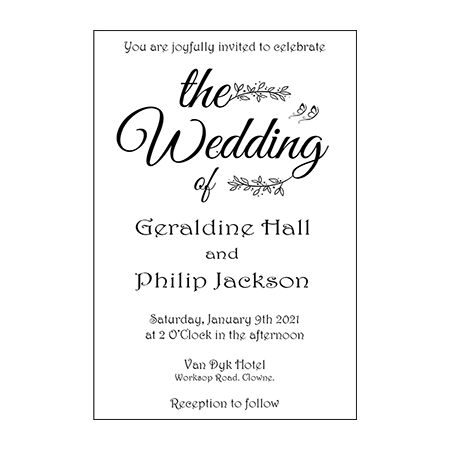 You are joyfully invited to celebrate
the
Wedding
of
Geraldine Hall
and
Philip Jackson
Saturday, January 9th 2021
at 2 O'Clock in the afternoon
Van Dyk Hotel
Worksop Road. Clowne.
Reception to follow